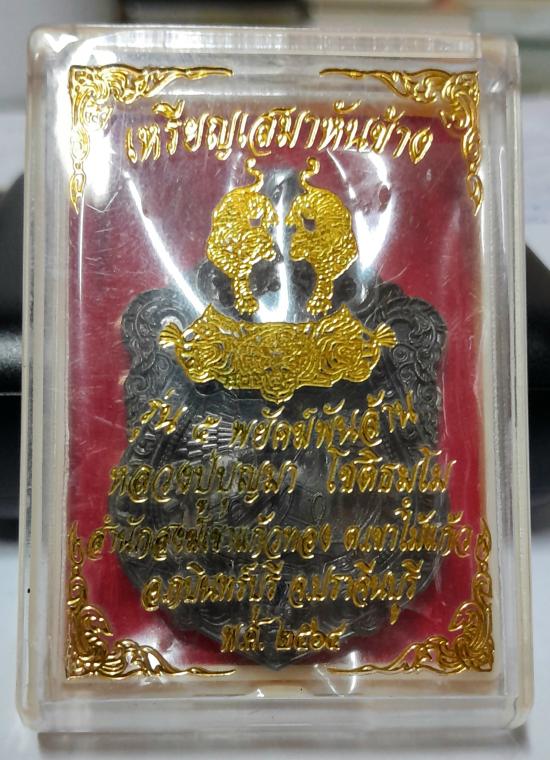 เหรียญเสมาหันข้าง
รุ่น ๕ พยัคฆ์พันล้าน
หลวงปู่บุญมา โชติธมฺโม
สำนักสงฆ์เขาแก้วทอง ต.เขาไม้แก้ว
อ.กบินทร์บุรี จ.ปราจีนบุรี
พ.ศ. ๒๕๖๕